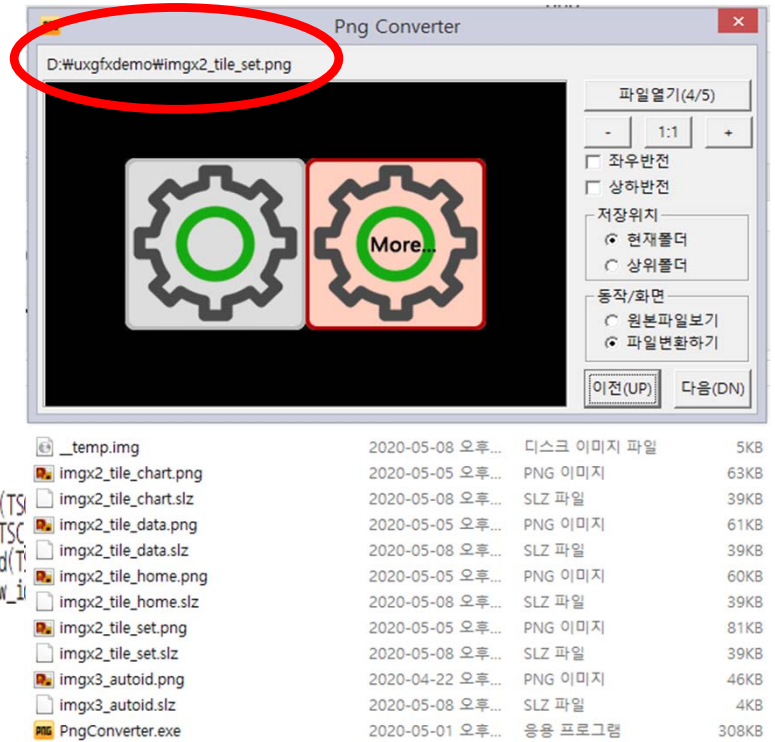 Png Converter
D:₩uxgfxdemo₩imgx2_tile_set.png
파일열기(4/5)
- 1:1 +
좌우반전
상하반전
저장위치
현재폴더
상위폴더
동작/화면
원본파일보기
파일변환하기
이전(UP) 다음(DN)
More...
__temp.img 2020-05-08 오후... 디스크 이미지 파일 5KB
imgx2_tile_chart.png 2020-05-05 오후... PNG 이미지 63KB
imgx2_tile_chart.slz 2020-05-08 오후... SLZ 파일 39KB
imgx2_tile_data.png 2020-05-05 오후... PNG 이미지 61KB
imgx2_tile_data.slz 2020-05-08 오후... SLZ 파일 39KB
imgx2_tile_home.png 2020-05-05 오후... PNG 이미지 60KB
imgx2_tile_home.slz 2020-05-08 오후... SLZ 파일 39KB
imgx2_tile_set.png 2020-05-05 오후... PNG 이미지 81KB
imgx2_tile_set.slz 2020-05-08 오후... SLZ 파일 39KB
imgx3_autoid.png 2020-04-22 오후... PNG 이미지 46KB
imgx3_autoid.slz 2020-05-08 오후... SLZ 파일 4KB
PngConverter.exe 2020-05-01 오후... 응용 프로그램 308KB